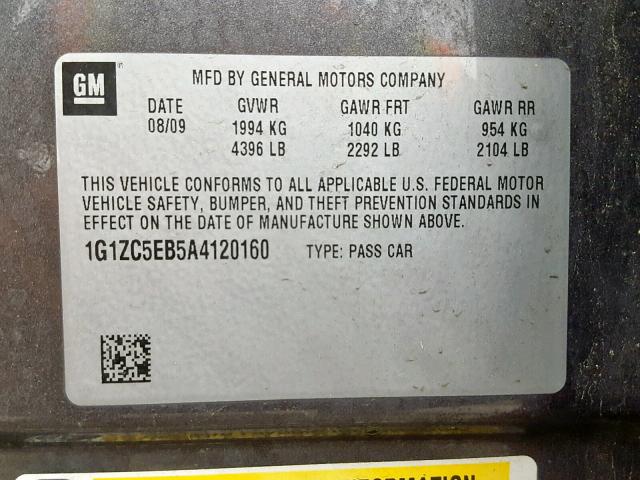 GM
MFD BY GENERAL MOTORS COMPANY
DATE GVWR GAWR FRT GAWR RR
08/09 1994 KG 1040 KG 954 KG
4396 LB 2292 LB 2104 LB
THIS VEHICLE CONFORMS TO ALL APPLICABLE U.S. FEDERAL MOTOR
VEHICLE SAFETY, BUMPER, AND THEFT PREVENTION STANDARDS IN
EFFECT ON THE DATE OF MANUFACTURE SHOWN ABOVE.
1G1ZC5EB5A4120160 TYPE: PASS CAR